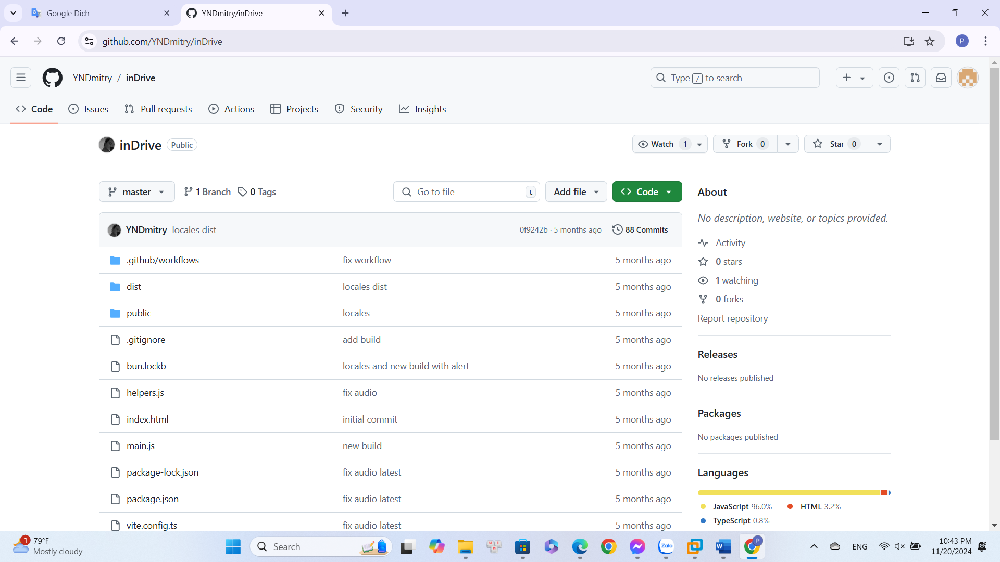 Google Dịch
YNDmitry/inDrive
github.com/YNDmitry/inDrive
P
YNDmitry / inDrive
Type / to search
Code
Issues
Pull requests
Actions
Projects
Security
Insights
inDrive
Public
Watch 1
Fork 0
Star 0
master
1 Branch
0 Tags
Go to file
t
Add file
Code
YNDmitry locales dist
0f9242b · 5 months ago
88 Commits
.github/workflows fix workflow 5 months ago
dist locales dist 5 months ago
public locales 5 months ago
.gitignore add build 5 months ago
bun.lockb locales and new build with alert 5 months ago
helpers.js fix audio 5 months ago
index.html initial commit 5 months ago
main.js new build 5 months ago
package-lock.json fix audio latest 5 months ago
package.json fix audio latest 5 months ago
vite.config.ts fix audio latest 5 months ago
About
No description, website, or topics provided.
Activity
0 stars
1 watching
0 forks
Report repository
Releases
No releases published
Packages
No packages published
Languages
JavaScript 96.0%
HTML 3.2%
TypeScript 0.8%
1
79°F
Mostly cloudy
Search
Zalo
W
P
ENG
10:43 PM
11/20/2024